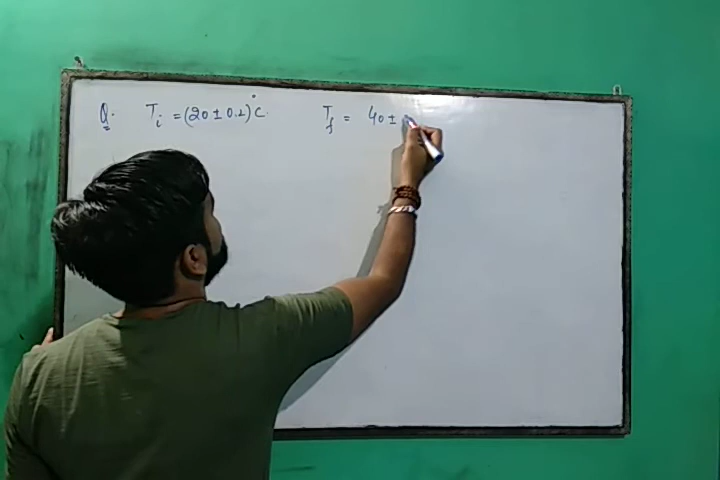 Q. Ti = (20 ± 0.1)°C. Tf = 40 ±